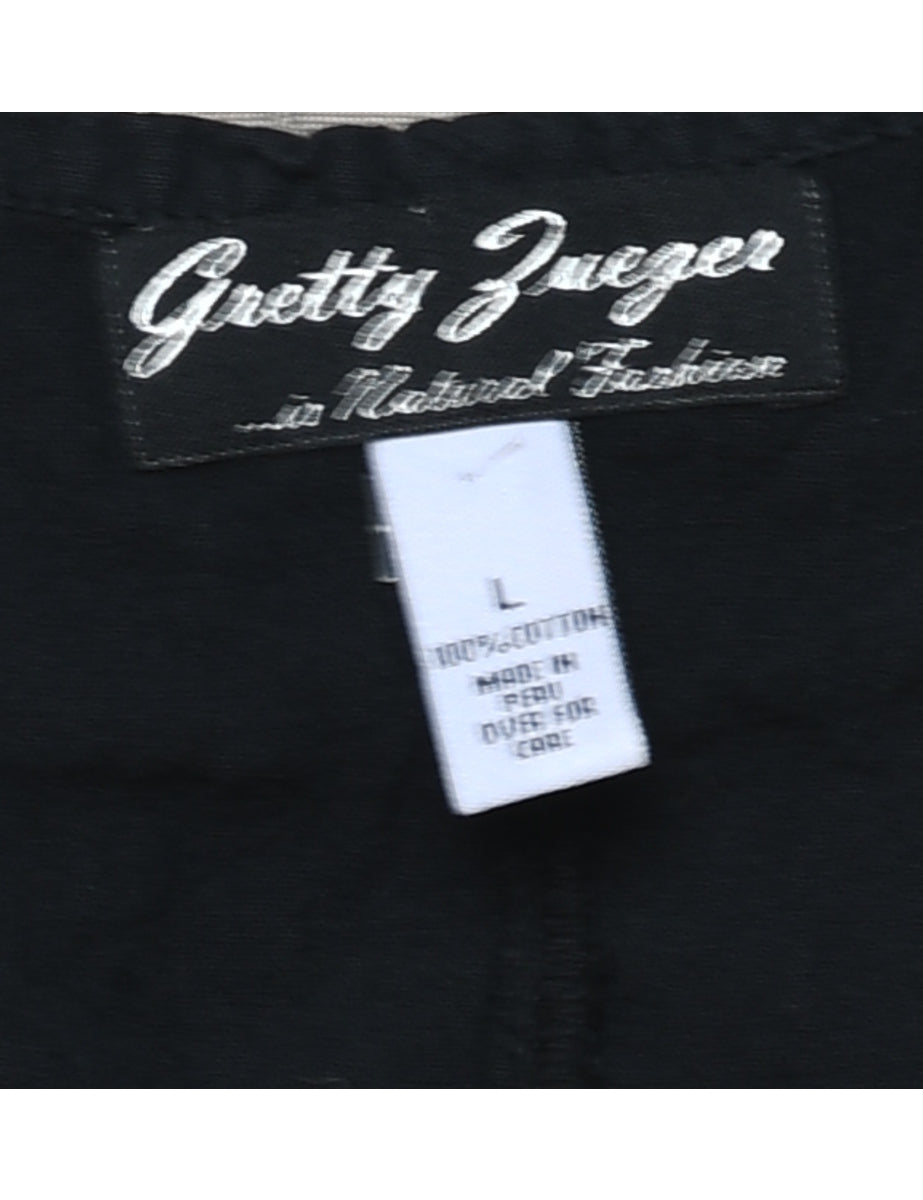 Gretty Zueger
...in Natural Fashion
L
100% COTTON
MADE IN
PERU
OVER FOR
CARE